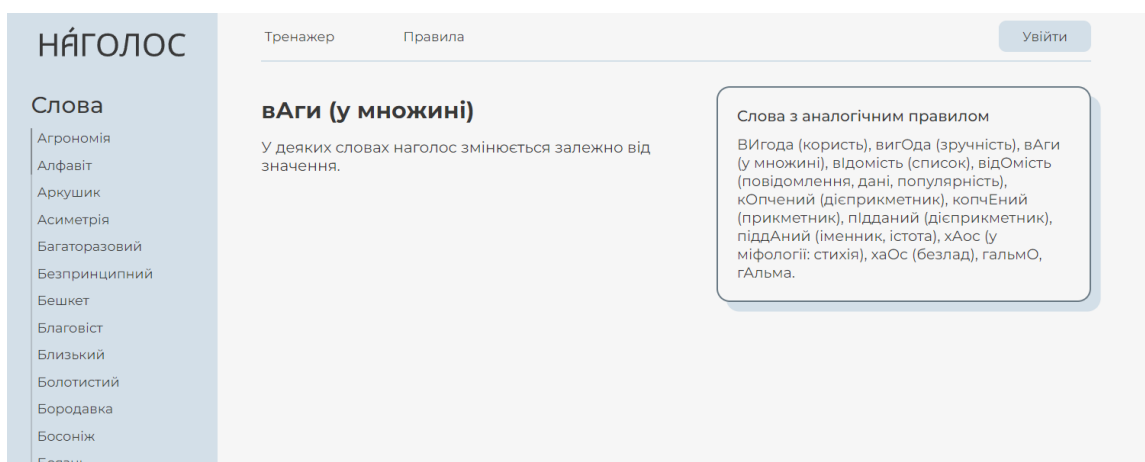 НА́ГОЛОС
Тренажер
Правила
Увійти
Слова
Агрономія
Алфавіт
Аркушик
Асиметрія
Багаторазовий
Безпринципний
Бешкет
Благовіст
Близький
Болотистий
Бородавка
Босоніж
вАги (у множині)
У деяких словах наголос змінюється залежно від
значення.
Слова з аналогічним правилом
ВИгода (користь), вигОда (зручність), вАги
(у множині), вІдомість (список), відОмість
(повідомлення, дані, популярність),
кОпчений (дієприкметник), копчЕний
(прикметник), пІдданий (дієприкметник),
піддАний (іменник, істота), хАос (у
міфології: стихія), хаОс (безлад), гальмО,
гАльма.